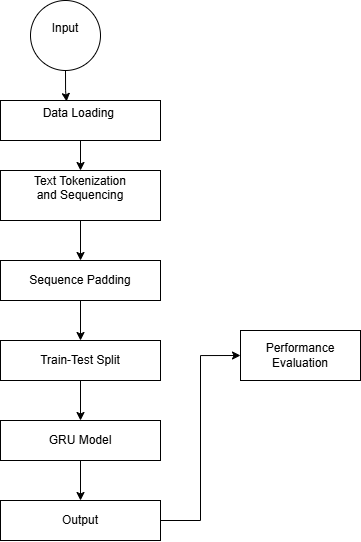 Input
Data Loading
Text Tokenization
and Sequencing
Sequence Padding
Train-Test Split
GRU Model
Output
Performance
Evaluation